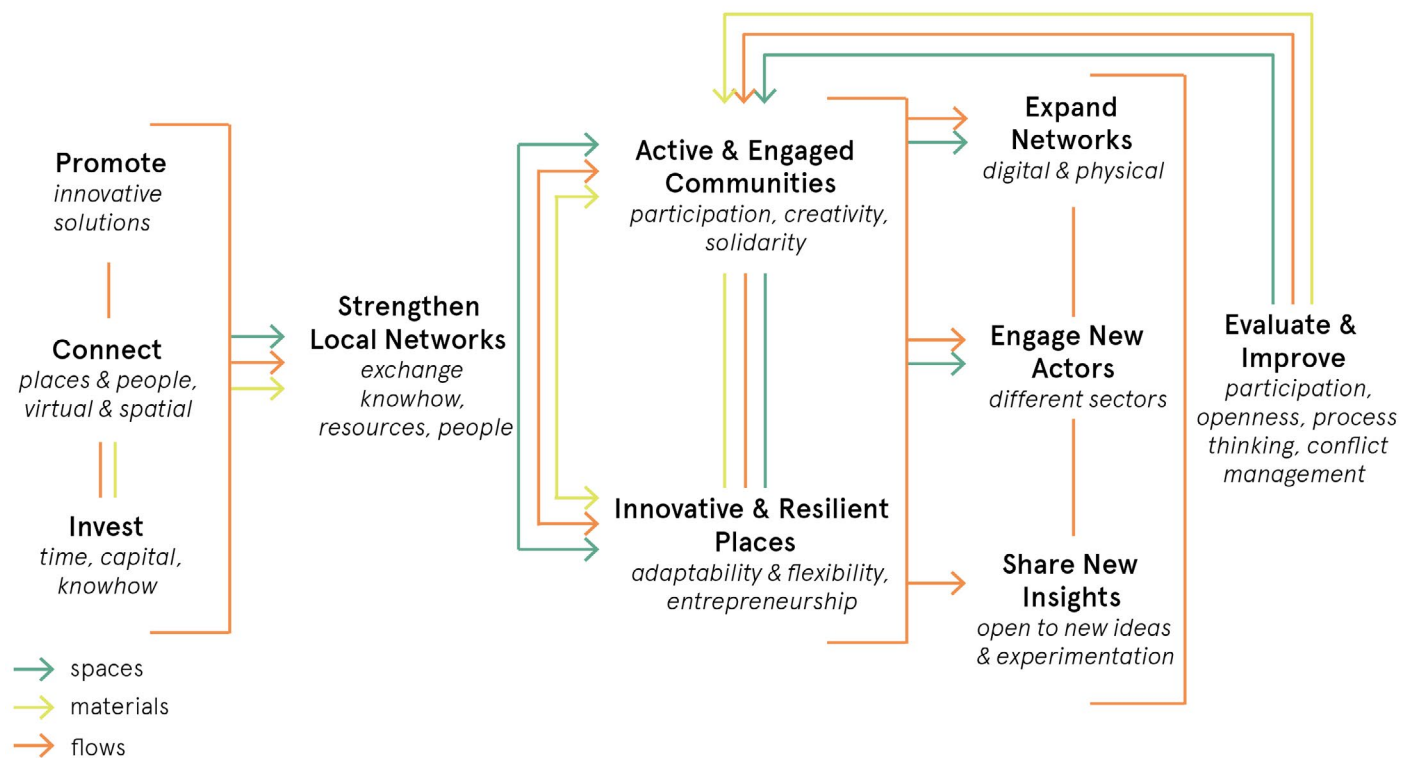 Promote
innovative
solutions
Connect
places & people,
virtual & spatial
Invest
time, capital,
knowhow
Strengthen
Local Networks
exchange
knowhow,
resources, people
Active & Engaged
Communities
participation, creativity,
solidarity
Innovative & Resilient
Places
adaptability & flexibility,
entrepreneurship
Expand
Networks
digital & physical
Engage New
Actors
different sectors
Share New
Insights
open to new ideas
& experimentation
Evaluate &
Improve
participation,
openness, process
thinking, conflict
management
spaces
materials
flows